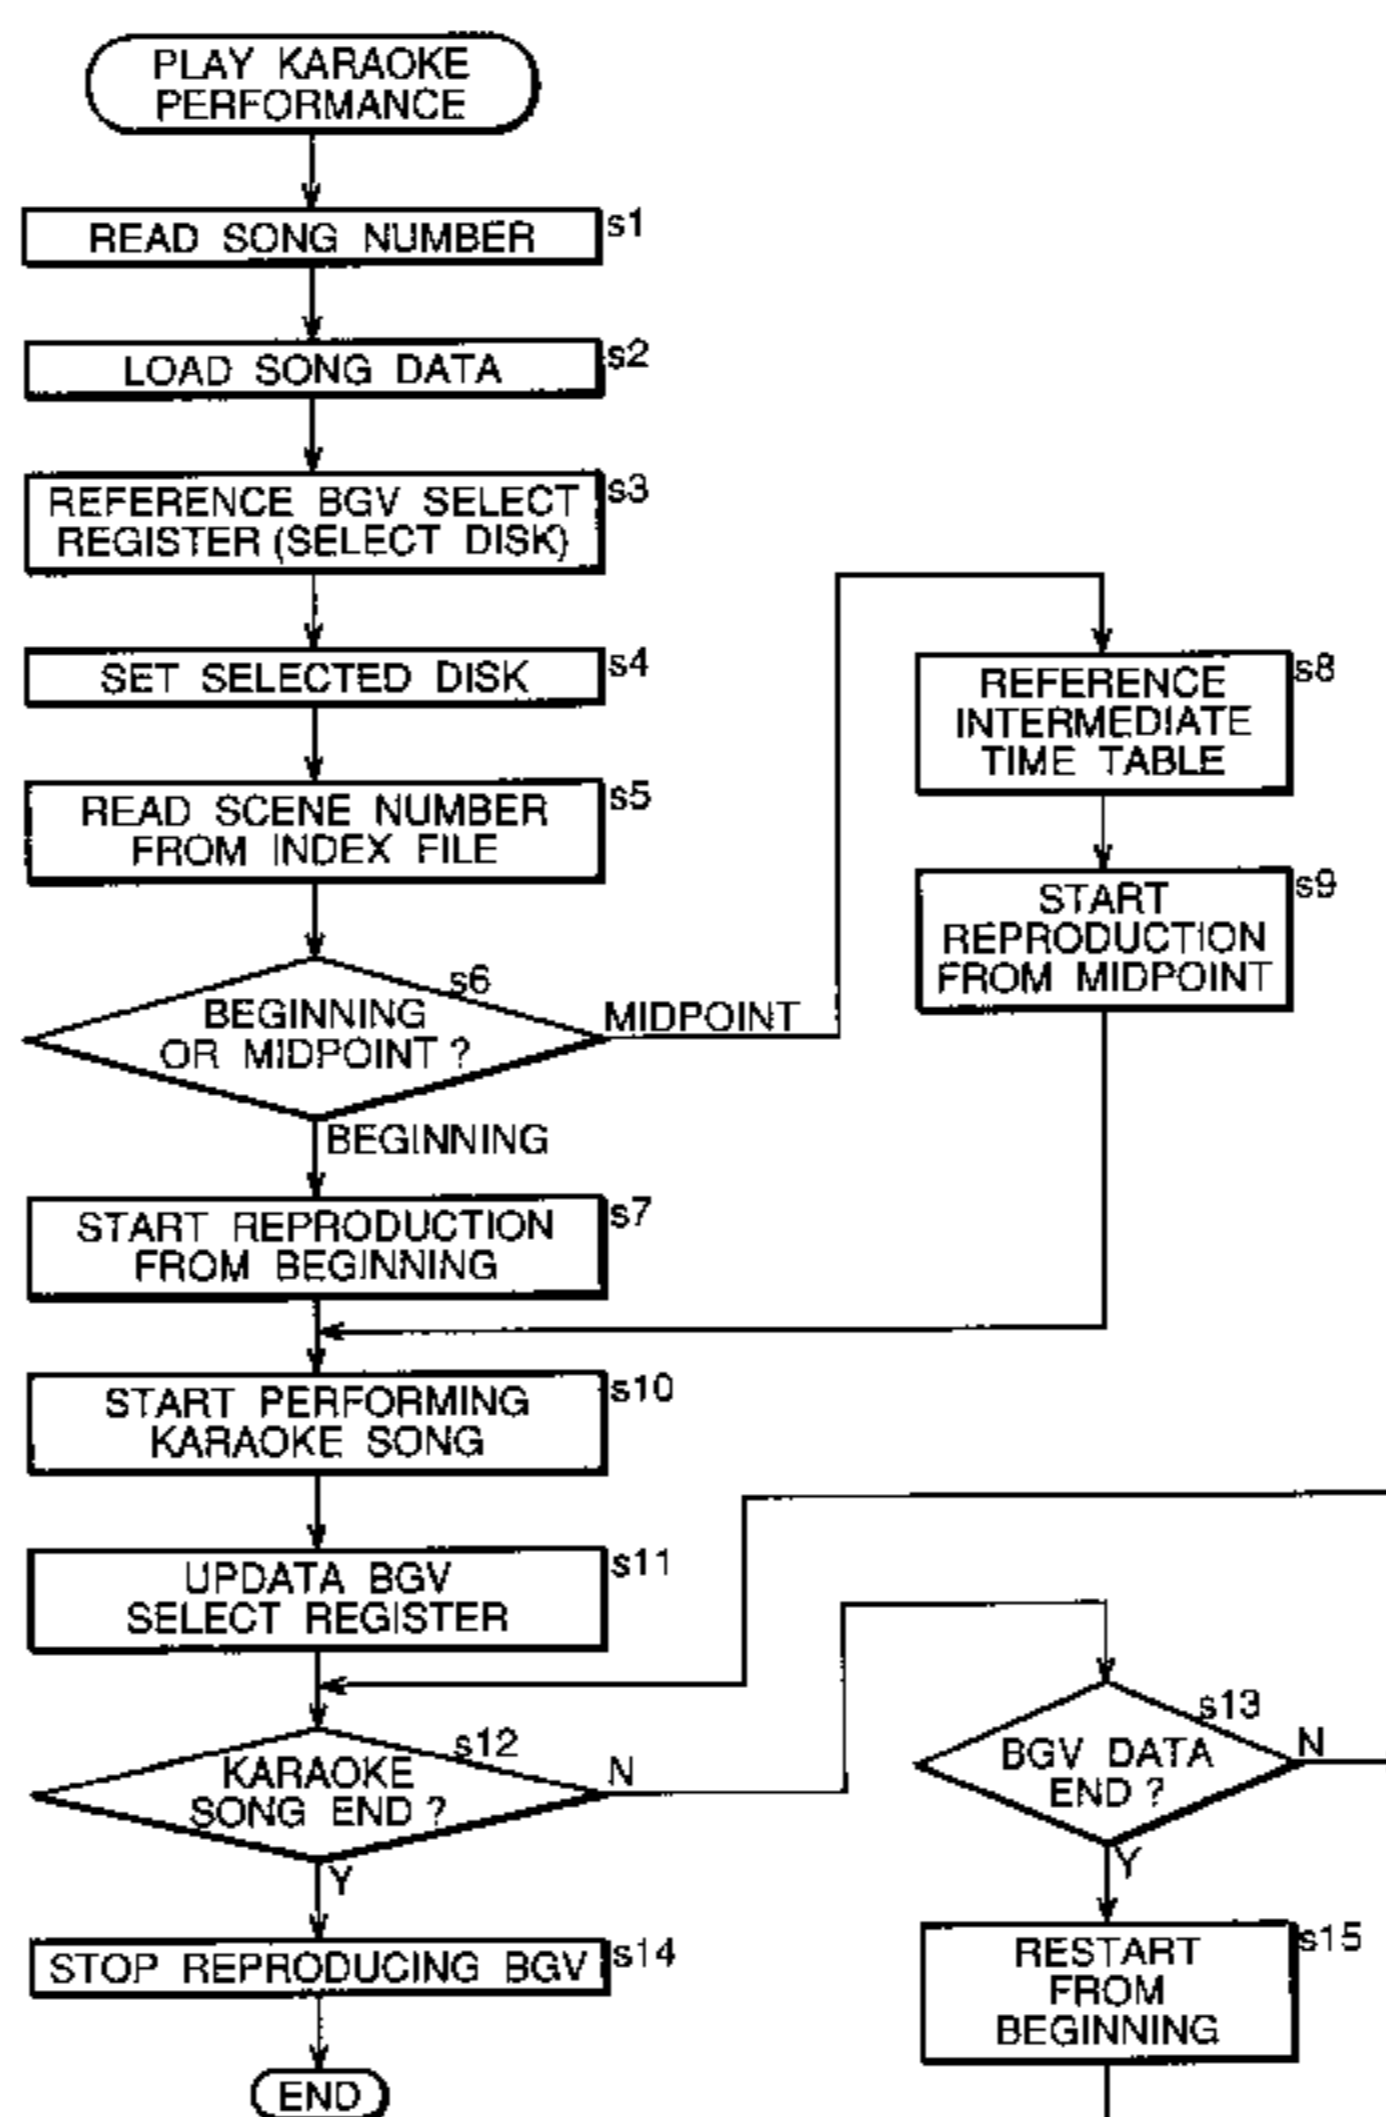 PLAY KARAOKE
PERFORMANCE
READ SONG NUMBER
s1
LOAD SONG DATA
s2
REFERENCE BGV SELECT
REGISTER (SELECT DISK)
s3
SET SELECTED DISK
s4
READ SCENE NUMBER
FROM INDEX FILE
s5
BEGINNING
OR MIDPOINT ?
s6
MIDPOINT
BEGINNING
START REPRODUCTION
FROM BEGINNING
s7
REFERENCE
INTERMEDIATE
TIME TABLE
s8
START
REPRODUCTION
FROM MIDPOINT
s9
START PERFORMING
KARAOKE SONG
s10
UPDATA BGV
SELECT REGISTER
s11
KARAOKE
SONG END ?
s12
N
Y
BGV DATA
END ?
s13
N
Y
STOP REPRODUCING BGV
s14
RESTART
FROM
BEGINNING
s15
END